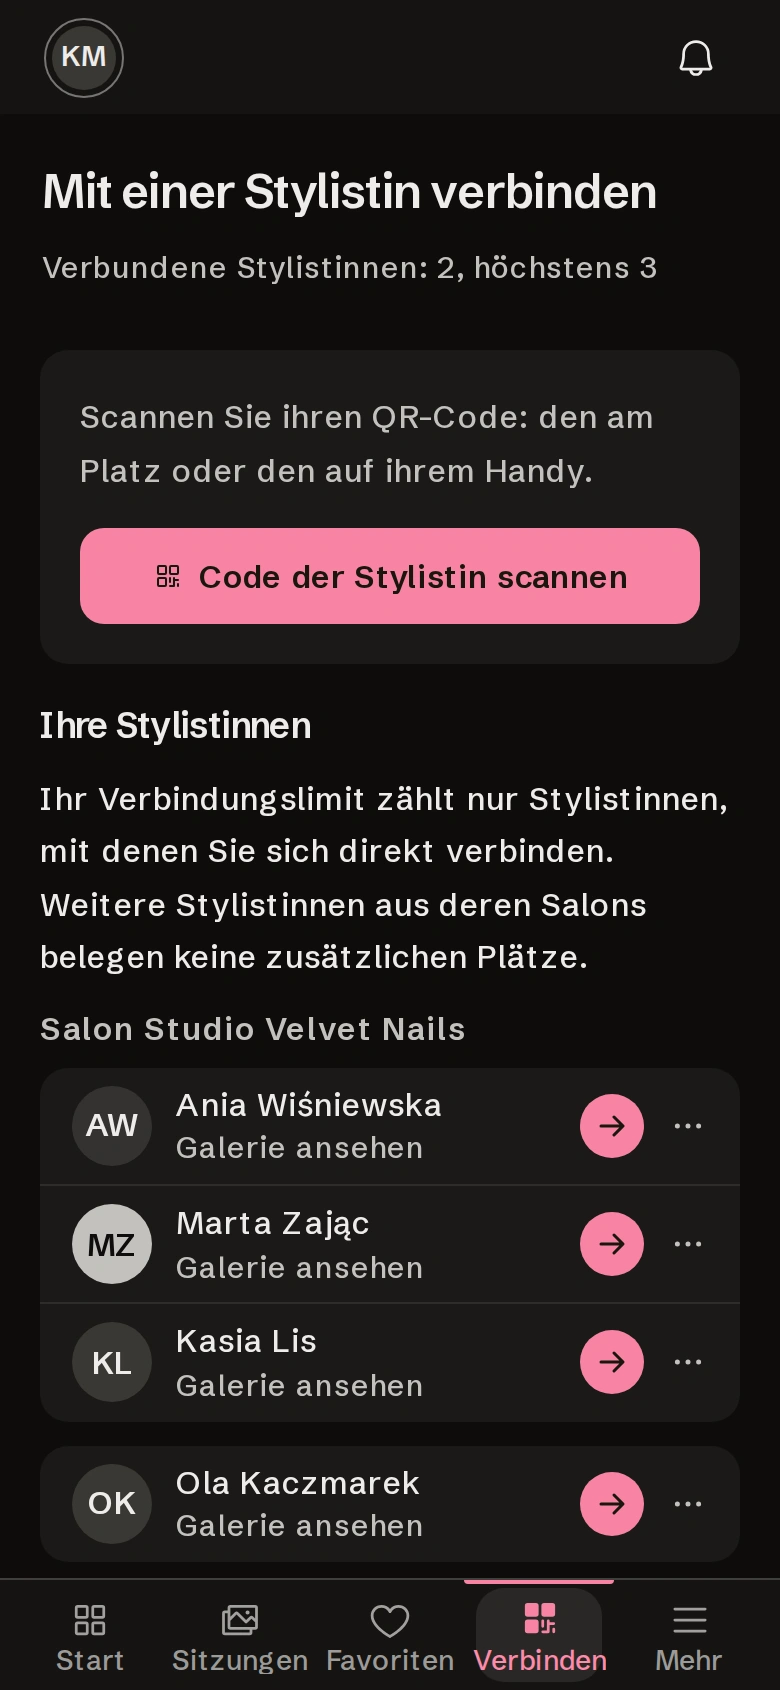 KM
Mit einer Stylistin verbinden
Verbundene Stylistinnen: 2, höchstens 3
Scannen Sie ihren QR-Code: den am
Platz oder den auf ihrem Handy.
Code der Stylistin scannen
Ihre Stylistinnen
Ihr Verbindungslimit zählt nur Stylistinnen,
mit denen Sie sich direkt verbinden.
Weitere Stylistinnen aus deren Salons
belegen keine zusätzlichen Plätze.
Salon Studio Velvet Nails
AW
Ania Wiśniewska
Galerie ansehen
MZ
Marta Zając
Galerie ansehen
KL
Kasia Lis
Galerie ansehen
OK
Ola Kaczmarek
Galerie ansehen
Start Sitzungen Favoriten Verbinden Mehr